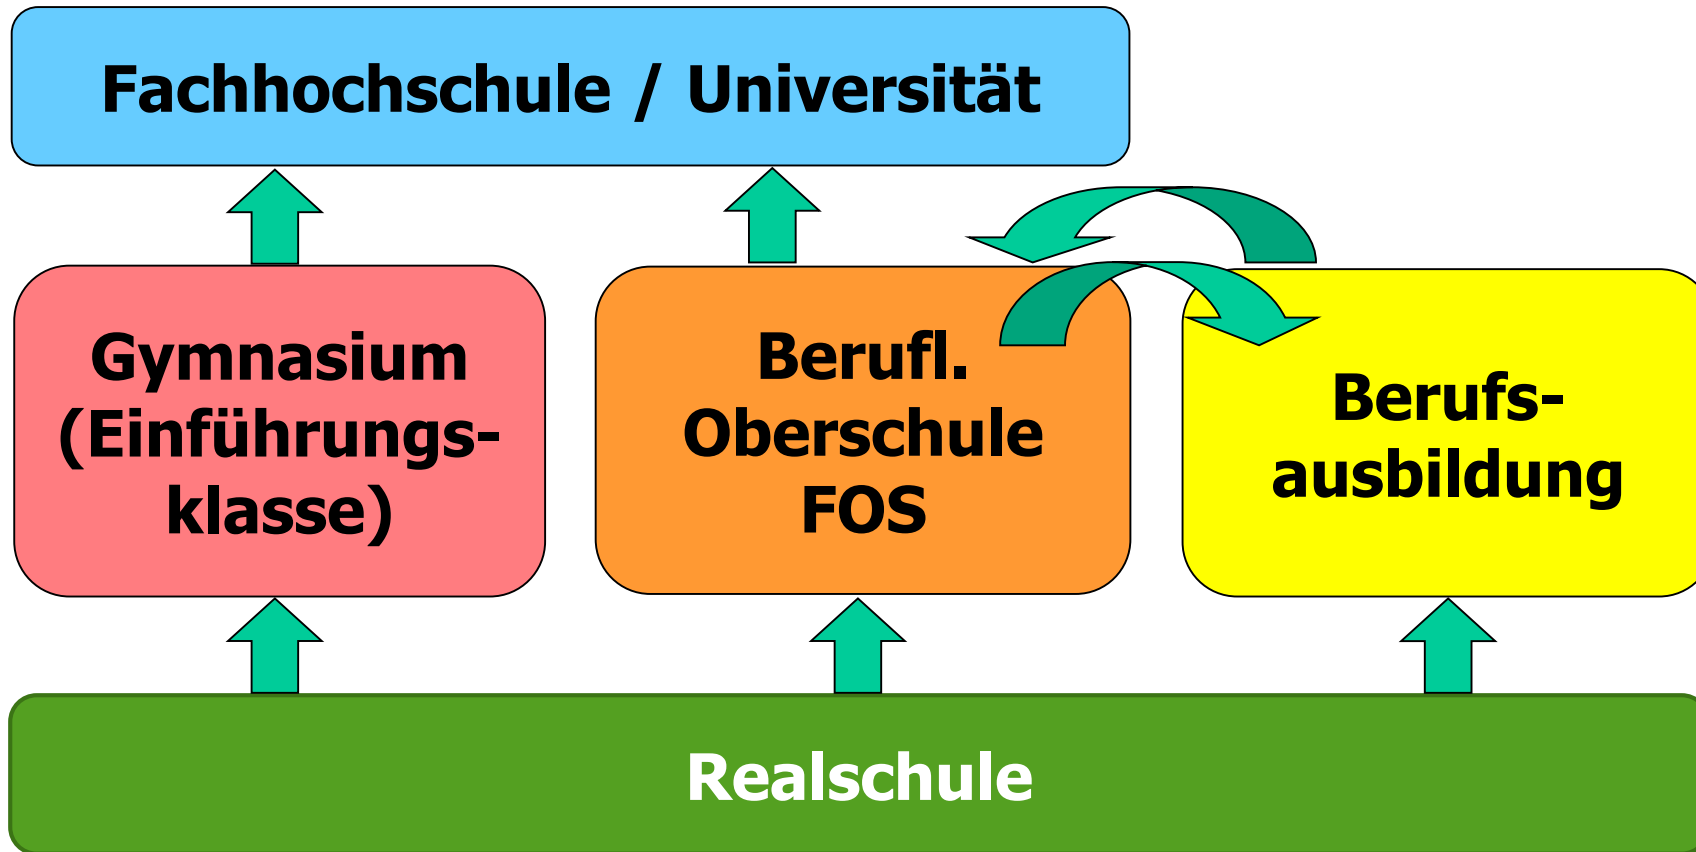 Fachhochschule / Universität
Gymnasium
(Einführungs-
klasse)
Berufl.
Oberschule
FOS
Berufs-
ausbildung
Realschule